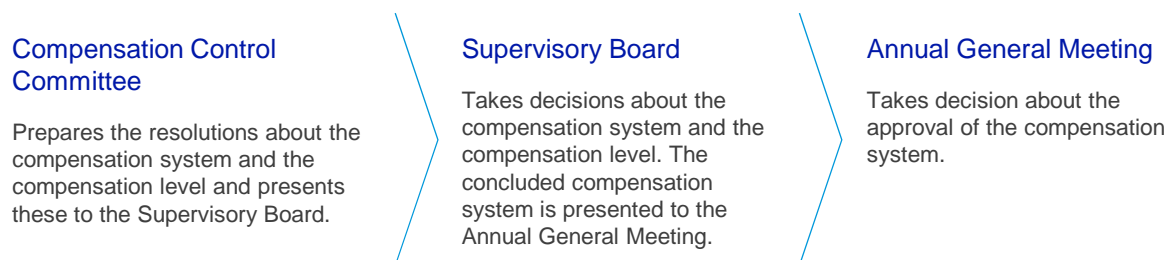 Compensation Control
Committee
Prepares the resolutions about the
compensation system and the
compensation level and presents
these to the Supervisory Board.
Supervisory Board
Takes decisions about the
compensation system and the
compensation level. The
concluded compensation
system is presented to the
Annual General Meeting.
Annual General Meeting
Takes decision about the
approval of the compensation
system.